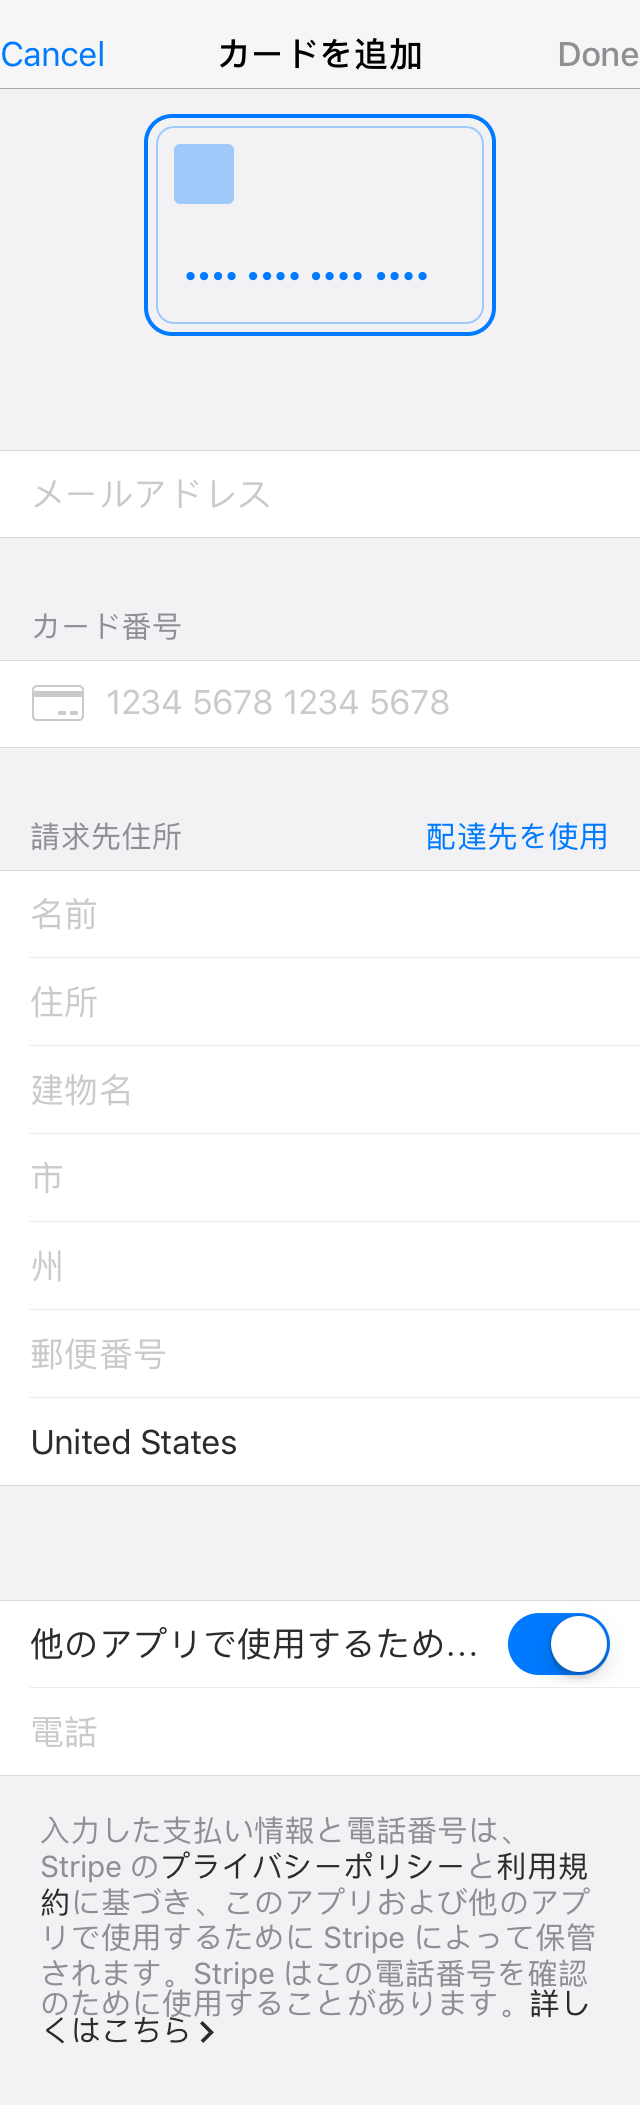 Cancel カードを追加 Done
•••• •••• •••• ••••
メールアドレス
カード番号
1234 5678 1234 5678
請求先住所 配達先を使用
名前
住所
建物名
市
州
郵便番号
United States
他のアプリで使用するため...
電話
入力した支払い情報と電話番号は、
Stripe のプライバシーポリシーと利用規
約に基づき、このアプリおよび他のアプ
リで使用するために Stripe によって保管
されます。Stripe はこの電話番号を確認
のために使用することがあります。詳し
くはこちら